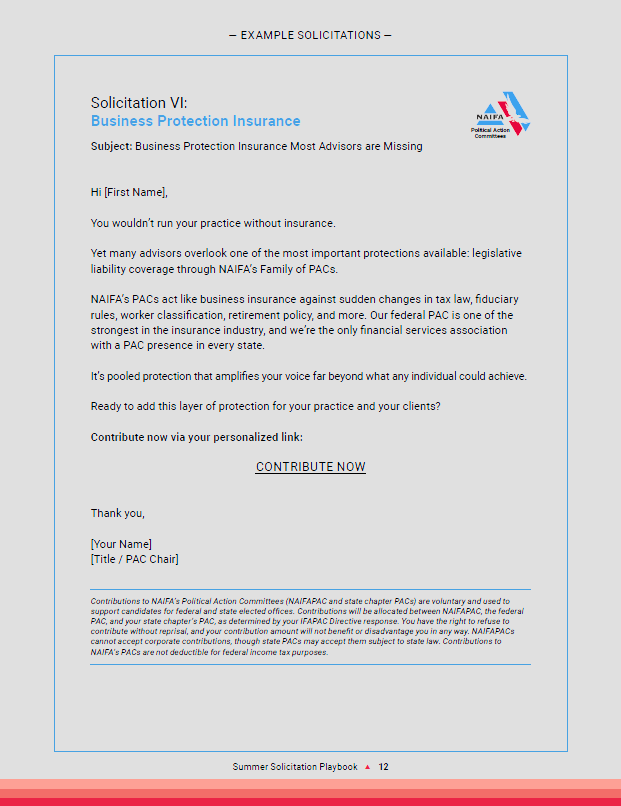 — EXAMPLE SOLICITATIONS —
Solicitation VI:
Business Protection Insurance
NAIFA
Political Action
Committees
Subject: Business Protection Insurance Most Advisors are Missing
Hi [First Name],
You wouldn’t run your practice without insurance.
Yet many advisors overlook one of the most important protections available: legislative
liability coverage through NAIFA’s Family of PACs.
NAIFA’s PACs act like business insurance against sudden changes in tax law, fiduciary
rules, worker classification, retirement policy, and more. Our federal PAC is one of the
strongest in the insurance industry, and we’re the only financial services association
with a PAC presence in every state.
It’s pooled protection that amplifies your voice far beyond what any individual could achieve.
Ready to add this layer of protection for your practice and your clients?
Contribute now via your personalized link:
CONTRIBUTE NOW
Thank you,
[Your Name]
[Title / PAC Chair]
Contributions to NAIFA’s Political Action Committees (NAIFAPAC and state chapter PACs) are voluntary and used to
support candidates for federal and state elected offices. Contributions will be allocated between NAIFAPAC, the federal
PAC, and your state chapter’s PAC, as determined by your IFAPAC Directive response. You have the right to refuse to
contribute without reprisal, and your contribution amount will not benefit or disadvantage you in any way. NAIFAPACs
cannot accept corporate contributions, though state PACs may accept them subject to state law. Contributions to
NAIFA’s PACs are not deductible for federal income tax purposes.
Summer Solicitation Playbook ▲ 12